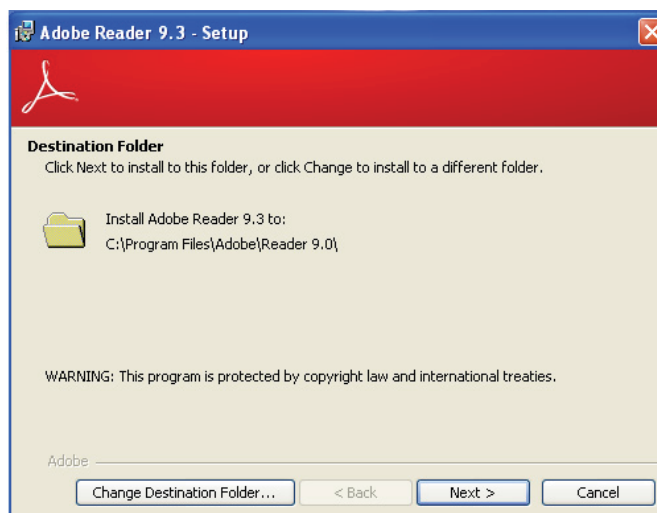 Adobe Reader 9.3 - Setup
Destination Folder
Click Next to install to this folder, or click Change to install to a different folder.
Install Adobe Reader 9.3 to:
C:\Program Files\Adobe\Reader 9.0\
WARNING: This program is protected by copyright law and international treaties.
Adobe
Change Destination Folder... < Back Next > Cancel